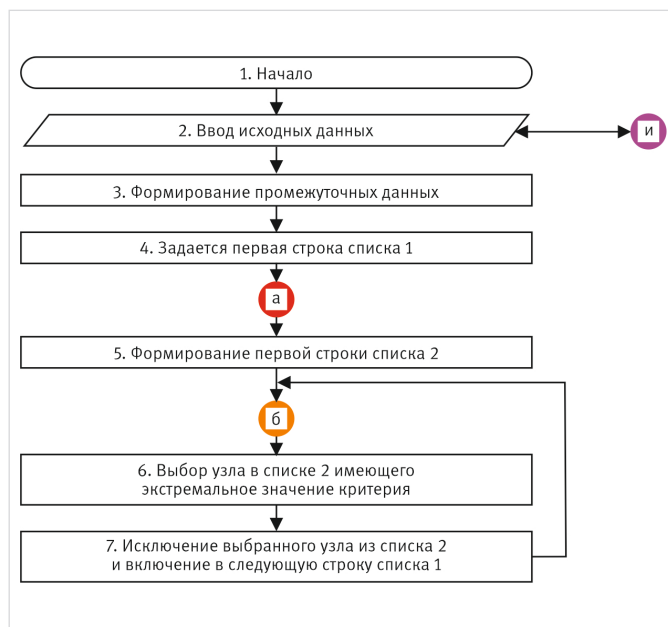 1. Начало
2. Ввод исходных данных
и
3. Формирование промежуточных данных
4. Задается первая строка списка 1
а
5. Формирование первой строки списка 2
б
6. Выбор узла в списке 2 имеющего
экстремальное значение критерия
7. Исключение выбранного узла из списка 2
и включение в следующую строку списка 1